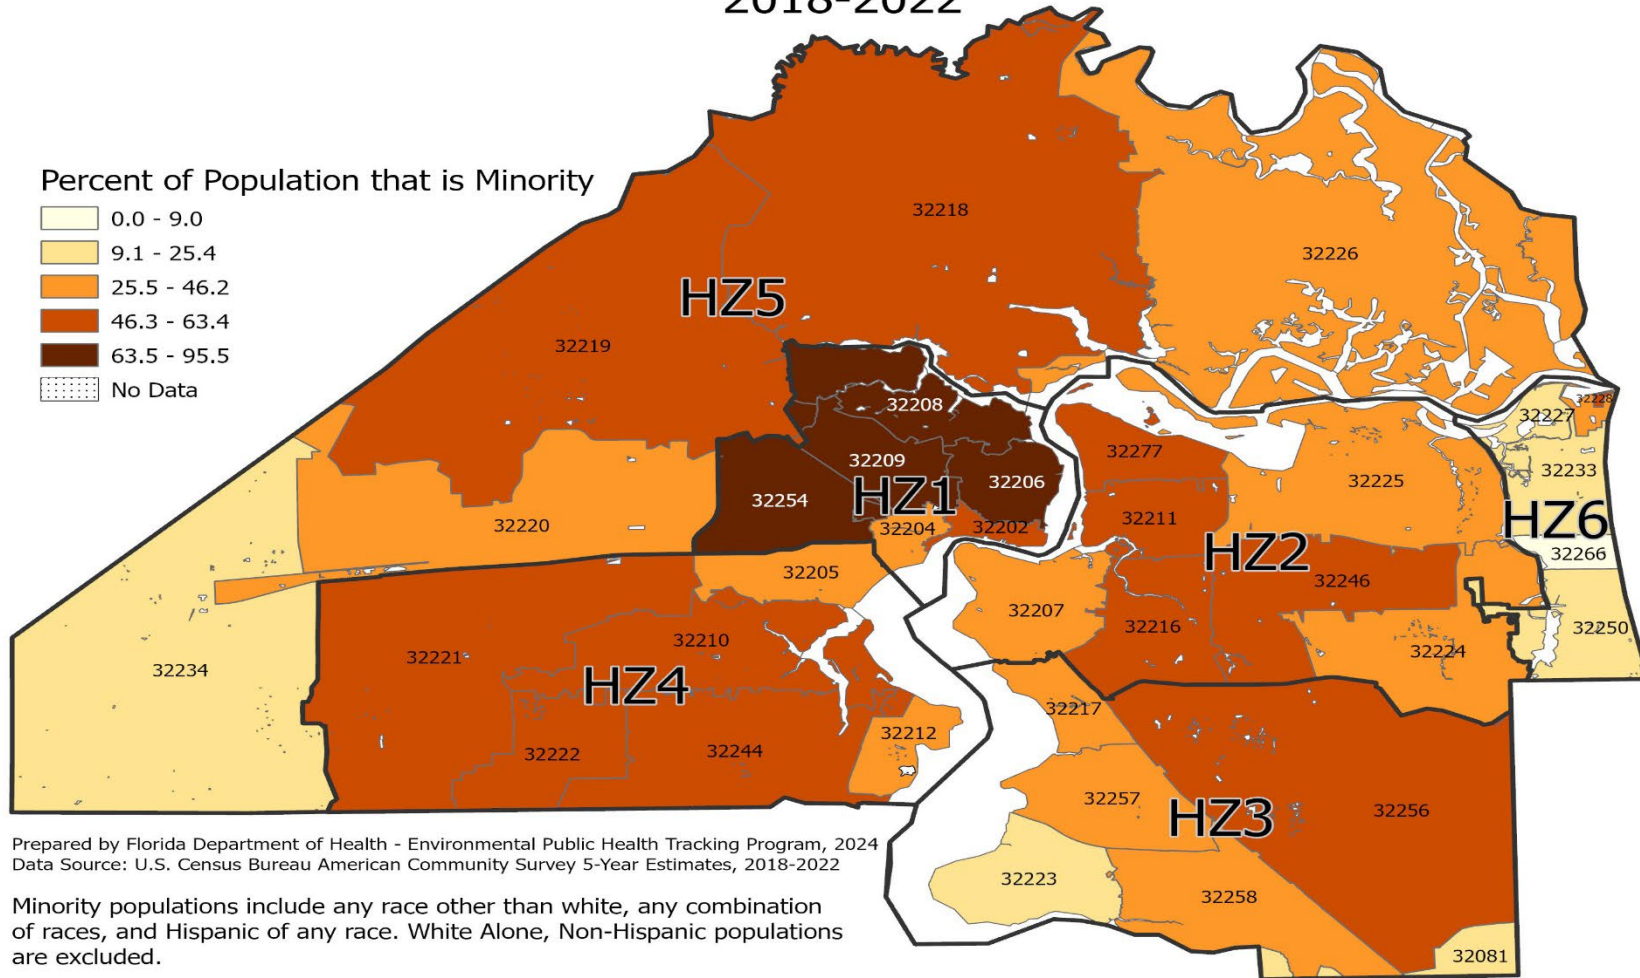 2018-2022
Percent of Population that is Minority
0.0 - 9.0
9.1 - 25.4
25.5 - 46.2
46.3 - 63.4
63.5 - 95.5
No Data
32218
32226
HZ5
32219
32208
32227
32228
32277
32209
32233
32206
32225
32254
HZ1
32220
32204
32202
32211
HZ6
HZ2
32266
32205
32246
32207
32216
32250
32210
32224
32221
32234
HZ4
32217
32212
32222
32244
32257
HZ3
32256
32223
32258
32081
Prepared by Florida Department of Health - Environmental Public Health Tracking Program, 2024
Data Source: U.S. Census Bureau American Community Survey 5-Year Estimates, 2018-2022
Minority populations include any race other than white, any combination
of races, and Hispanic of any race. White Alone, Non-Hispanic populations
are excluded.